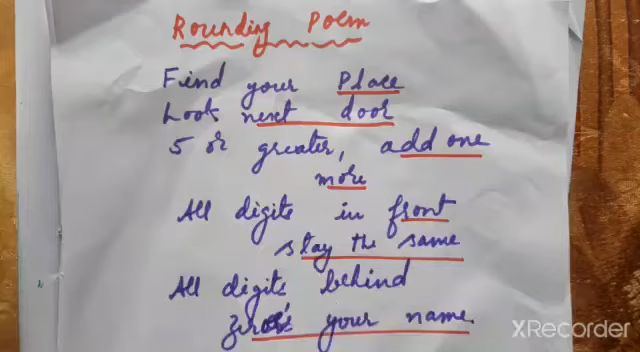 Rounding Poem
Find your Place
Look next door
5 or greater, add one
more
All digits in front
stay the same
All digits behind
zero's your name
XRecorder